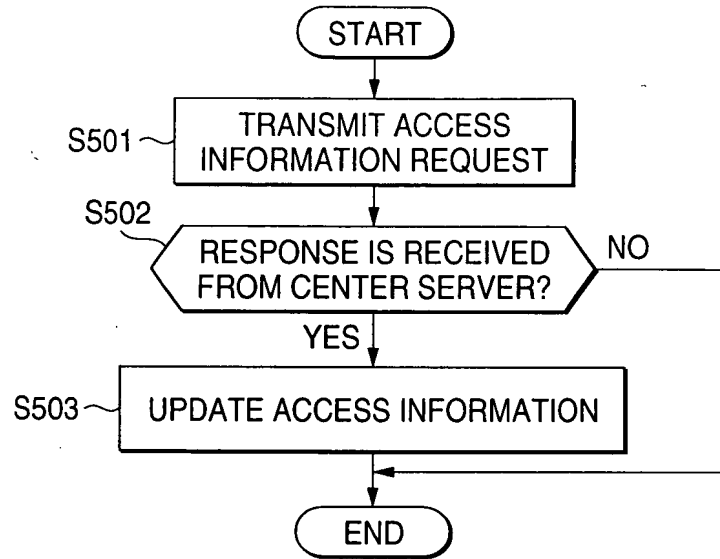 START
S501
TRANSMIT ACCESS
INFORMATION REQUEST
S502
RESPONSE IS RECEIVED
FROM CENTER SERVER?
NO
YES
S503
UPDATE ACCESS INFORMATION
END